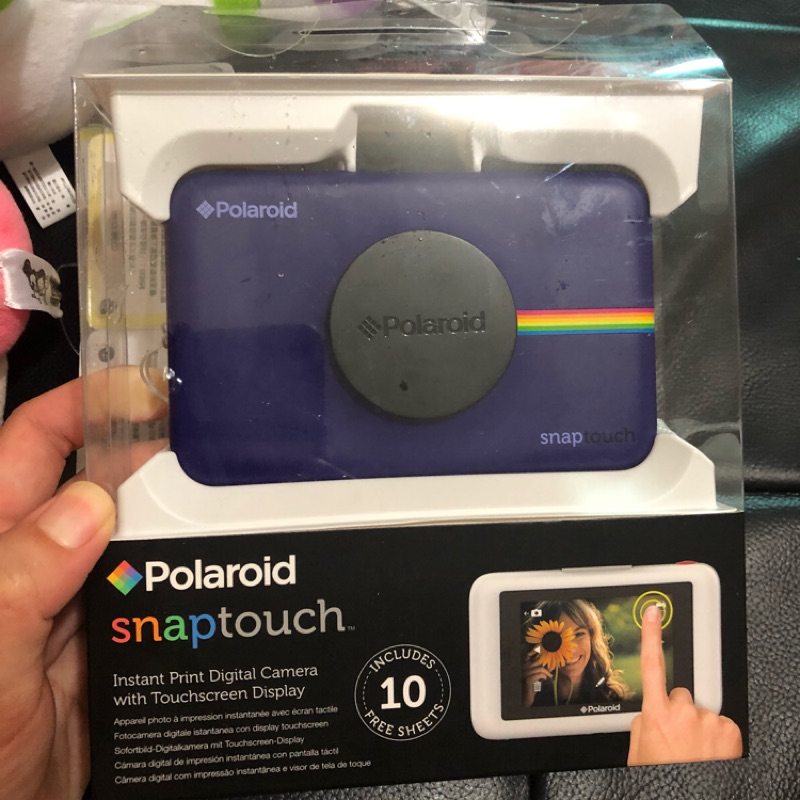 Polaroid
Polaroid
snaptouch
Polaroid
snaptouch™
Instant Print Digital Camera
with Touchscreen Display
Appareil photo à impression instantanée avec écran tactile
Fotocamera digitale istantanea con display touchscreen
Sofortbild-Digitalkamera mit Touchscreen-Display
Cámara digital de impresión instantánea con pantalla táctil
Câmera digital com impressão instantânea e visor de tela de toque
INCLUDES
10
FREE SHEETS
Polaroid